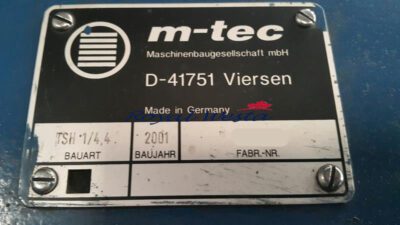 m-tec
Maschinenbaugesellschaft mbH
D-41751 Viersen
Made in Germany
TSH 1/4,4 2001
BAUART BAUJAHR FABR.-NR.